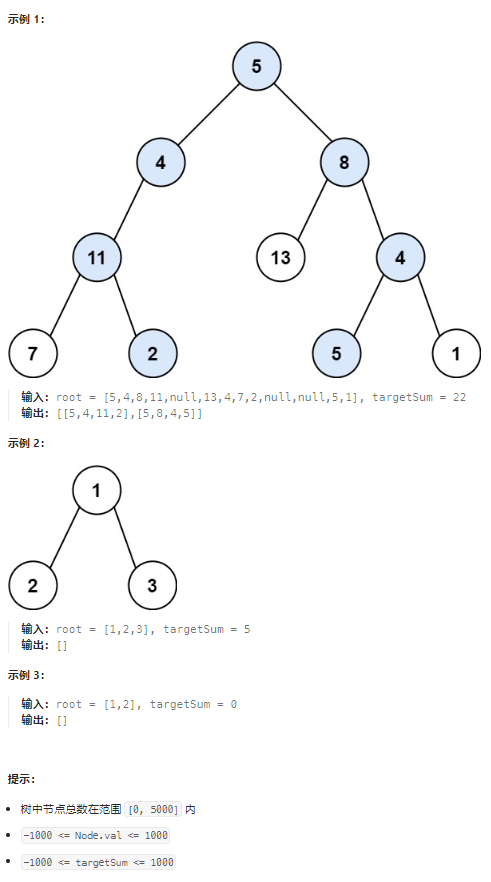 示例 1：
5
4 8
11 13 4
7 2 5 1
输入：root = [5,4,8,11,null,13,4,7,2,null,null,5,1], targetSum = 22
输出：[[5,4,11,2],[5,8,4,5]]
示例 2：
1
2 3
输入：root = [1,2,3], targetSum = 5
输出：[]
示例 3：
输入：root = [1,2], targetSum = 0
输出：[]
提示：
• 树中节点总数在范围 [0, 5000] 内
• -1000 <= Node.val <= 1000
• -1000 <= targetSum <= 1000